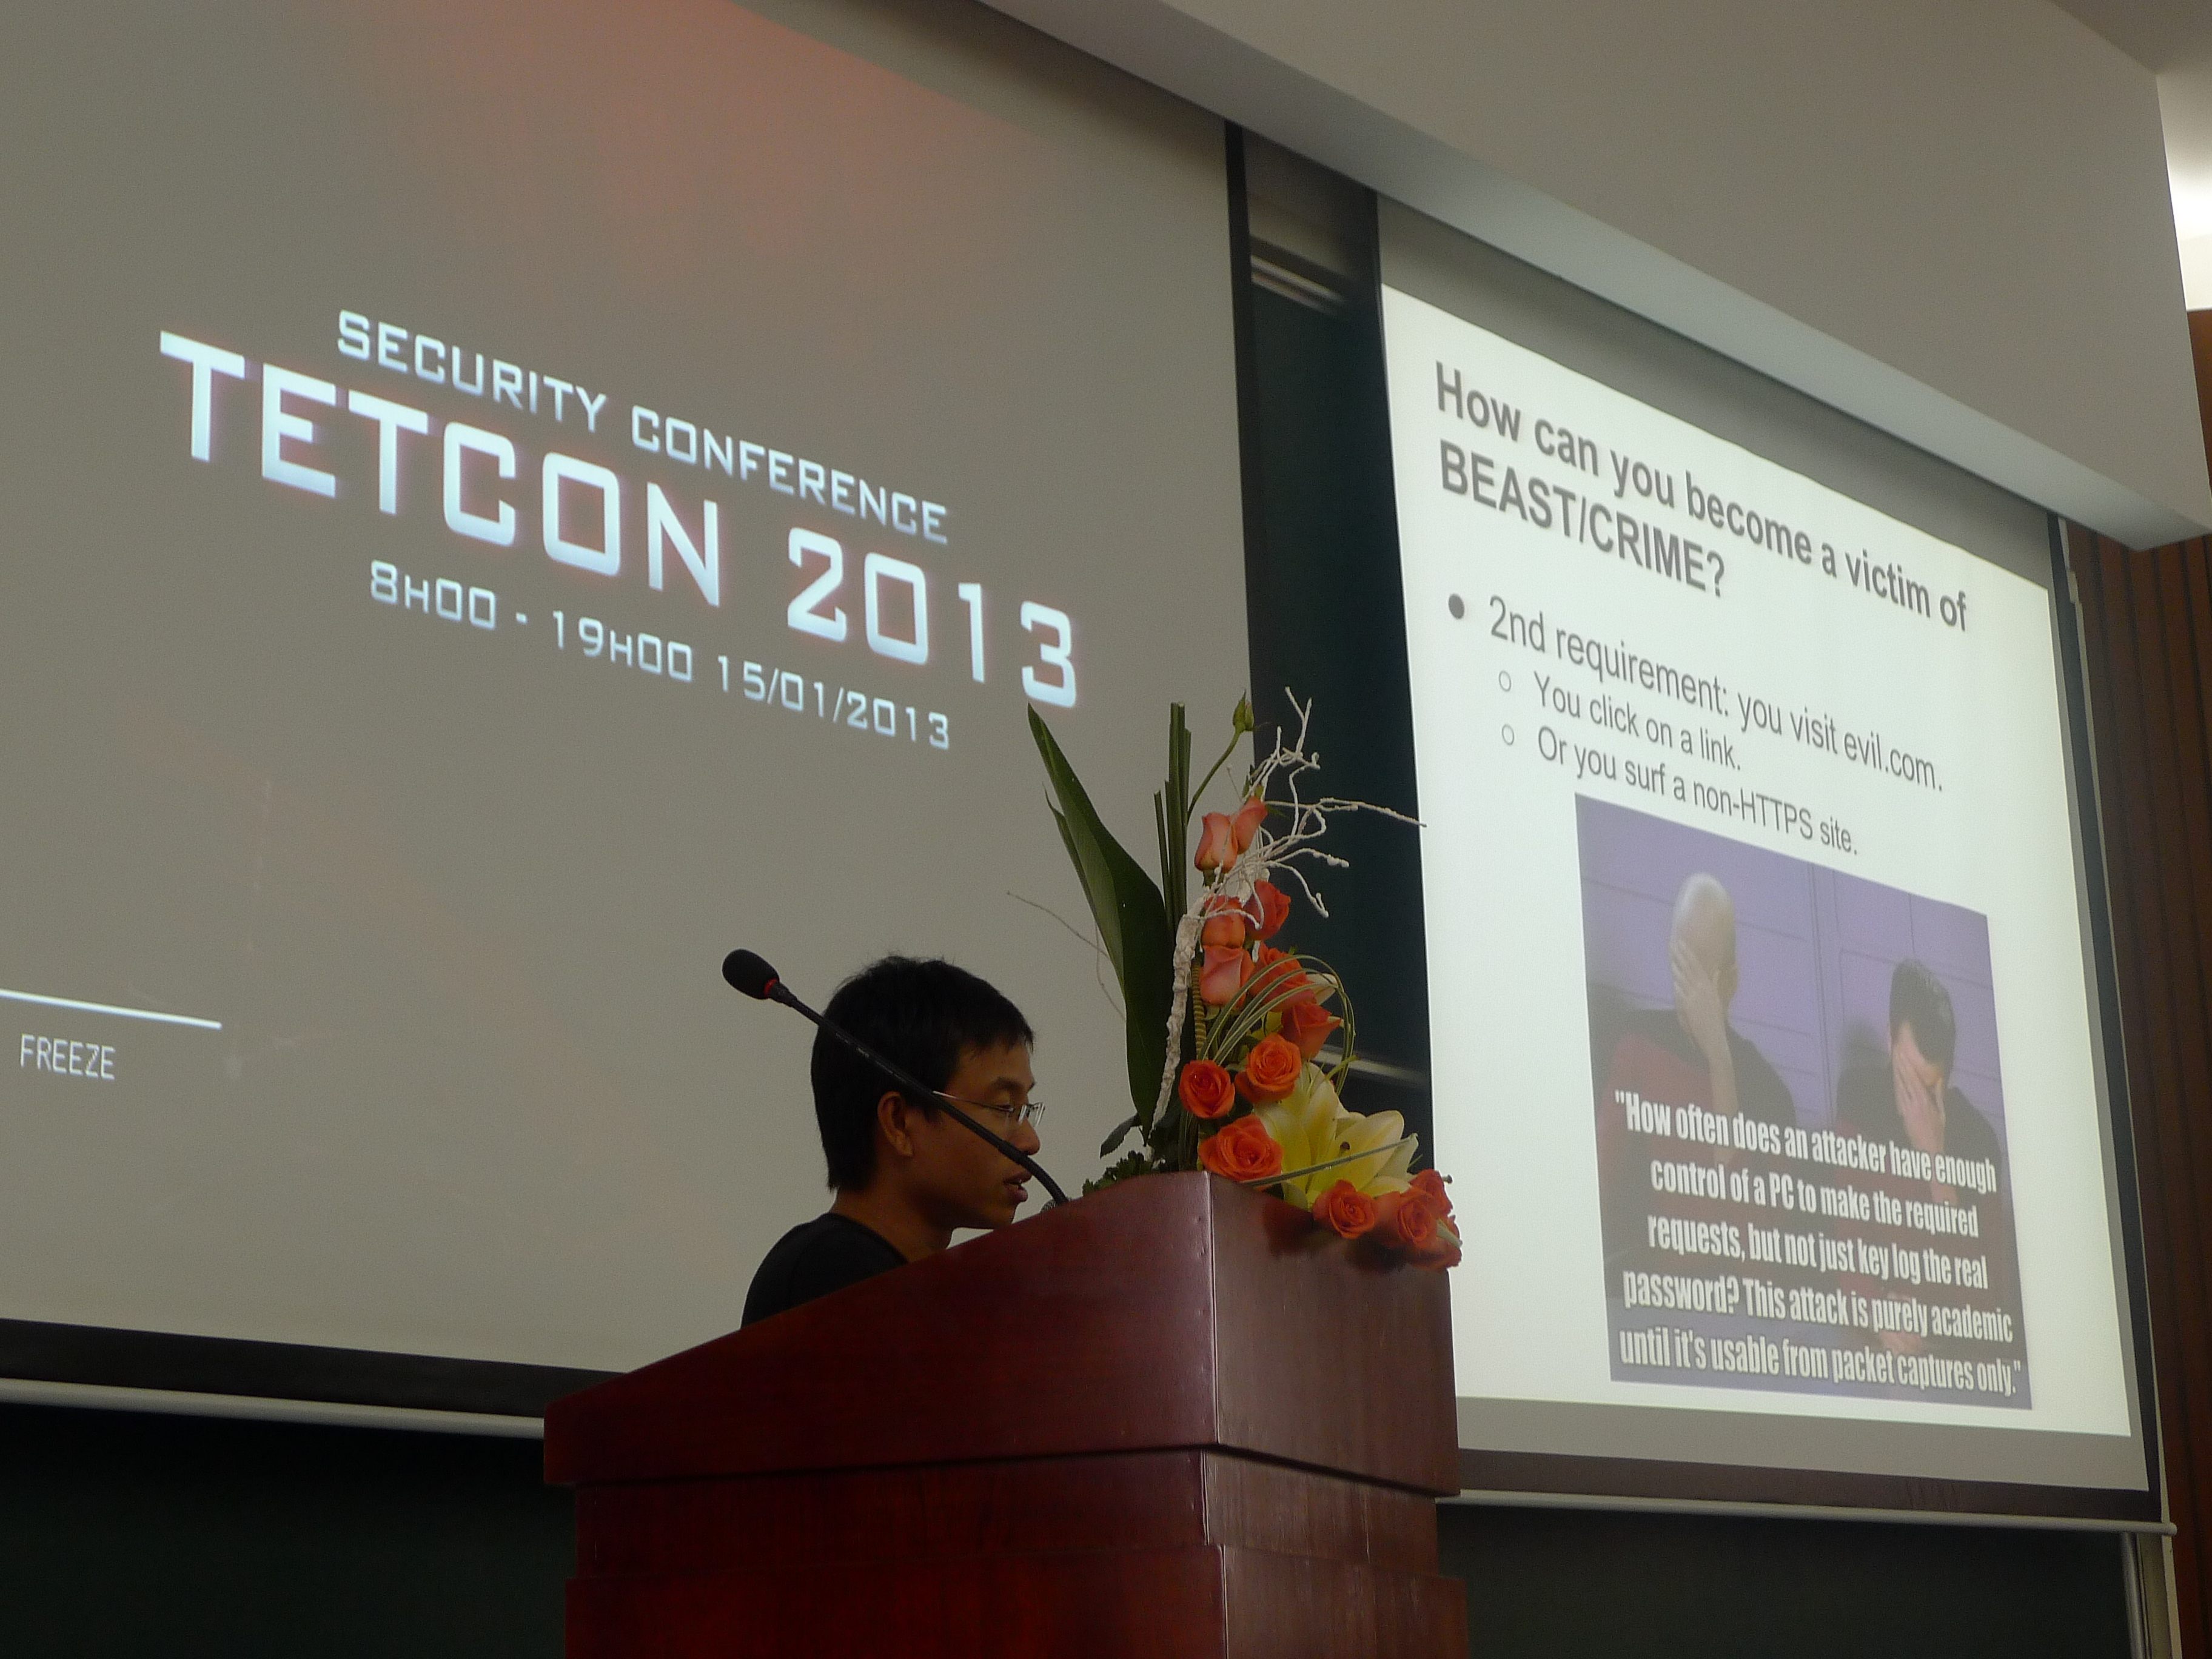 SECURITY CONFERENCE
TETCON 2013
8H00 - 19H00 15/01/2013
FREEZE
How can you become a victim of
BEAST/CRIME?
● 2nd requirement: you visit evil.com.
○ You click on a link.
○ Or you surf a non-HTTPS site.
"How often does an attacker have enough
control of a PC to make the required
requests, but not just key log the real
password? This attack is purely academic
until it's usable from packet captures only."